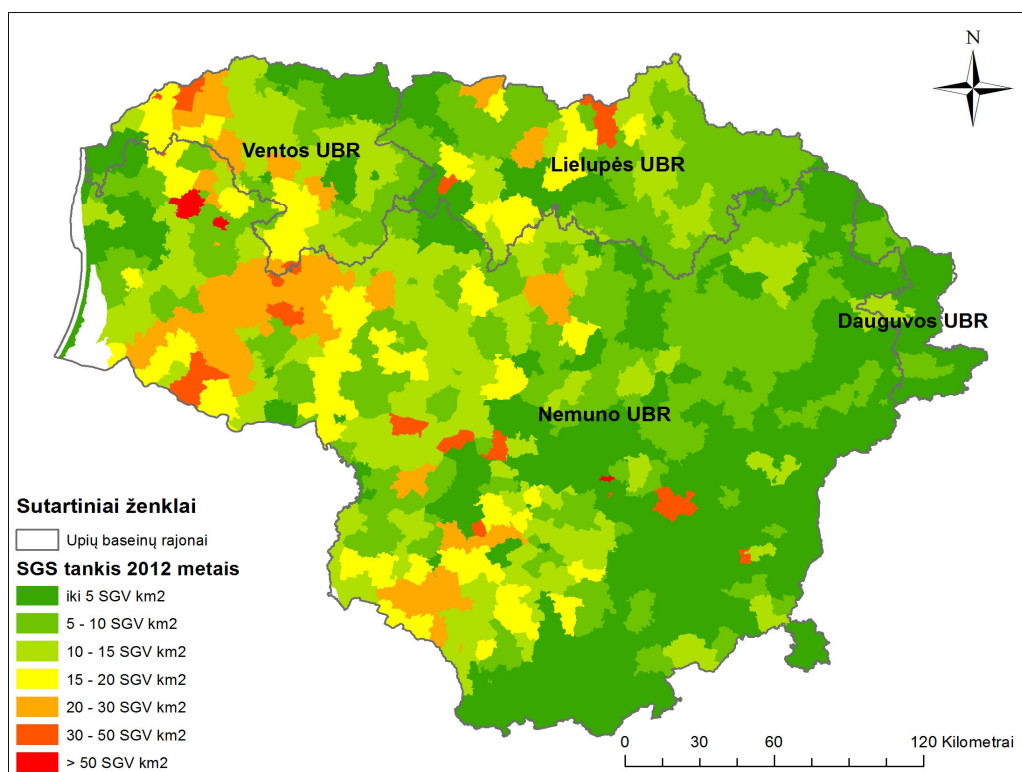 N
Ventos UBR
Lielupės UBR
Dauguvos UBR
Nemuno UBR
Sutartiniai ženklai
Upių baseinų rajonai
SGS tankis 2012 metais
iki 5 SGV km2
5 - 10 SGV km2
10 - 15 SGV km2
15 - 20 SGV km2
20 - 30 SGV km2
30 - 50 SGV km2
> 50 SGV km2
0 30 60 120 Kilometrai